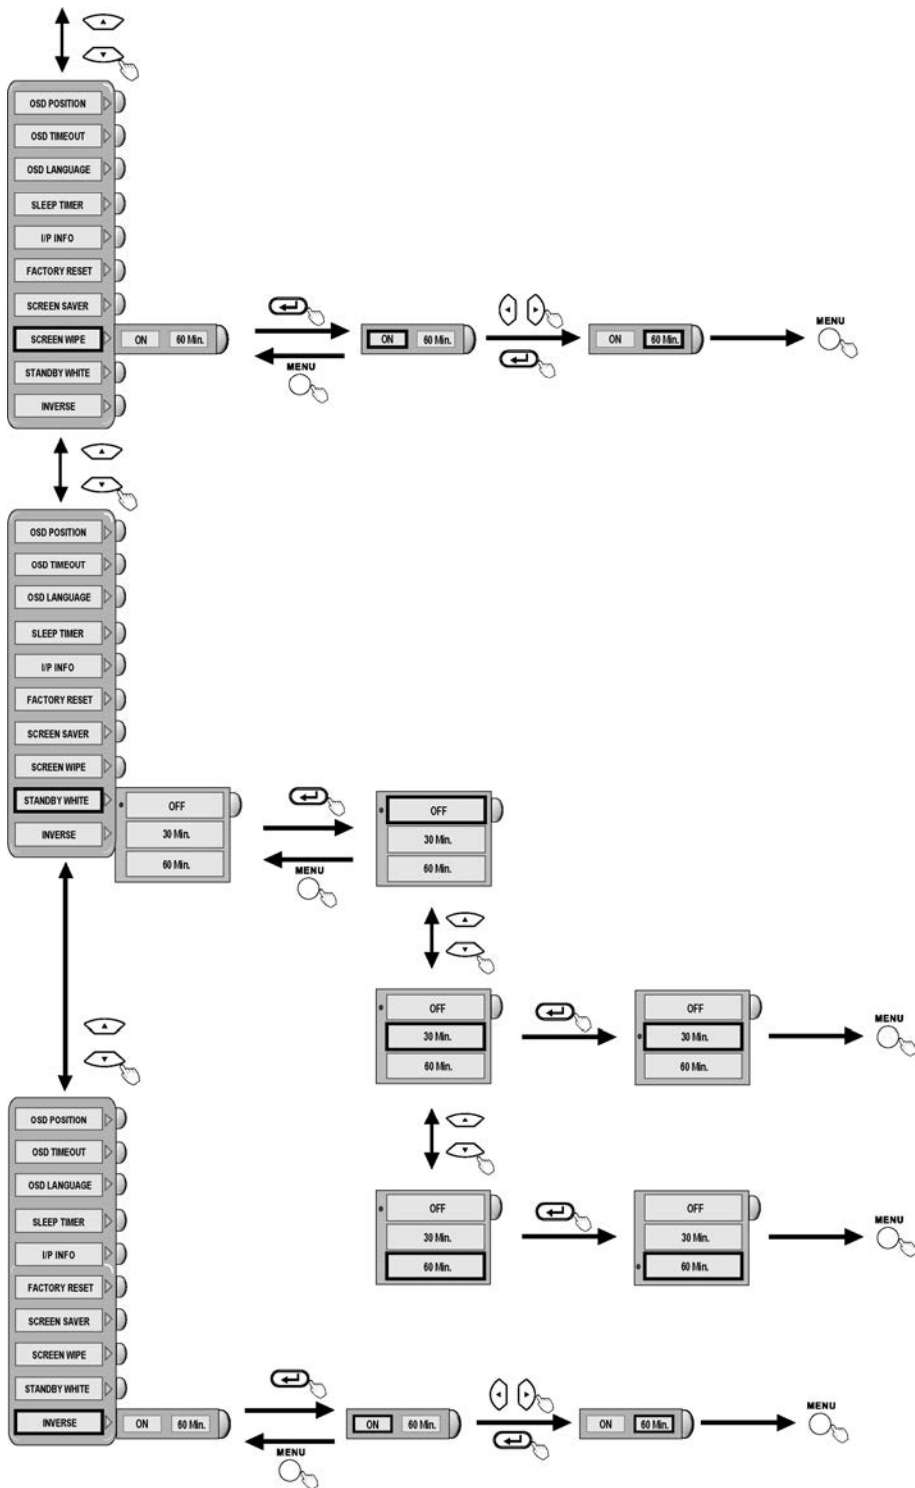 OSD POSITION
OSD TIMEOUT
OSD LANGUAGE
SLEEP TIMER
I/P INFO
FACTORY RESET
SCREEN SAVER
SCREEN WIPE
ON 60 Min.
ON 60 Min.
ON 60 Min.
MENU
MENU
STANDBY WHITE
INVERSE
OSD POSITION
OSD TIMEOUT
OSD LANGUAGE
SLEEP TIMER
I/P INFO
FACTORY RESET
SCREEN SAVER
SCREEN WIPE
STANDBY WHITE
INVERSE
OFF
30 Min.
60 Min.
MENU
OFF
30 Min.
60 Min.
OFF
30 Min.
60 Min.
OFF
30 Min.
60 Min.
MENU
OFF
30 Min.
60 Min.
OFF
30 Min.
60 Min.
MENU
OSD POSITION
OSD TIMEOUT
OSD LANGUAGE
SLEEP TIMER
I/P INFO
FACTORY RESET
SCREEN SAVER
SCREEN WIPE
STANDBY WHITE
INVERSE
ON 60 Min.
MENU
ON 60 Min.
ON 60 Min.
MENU